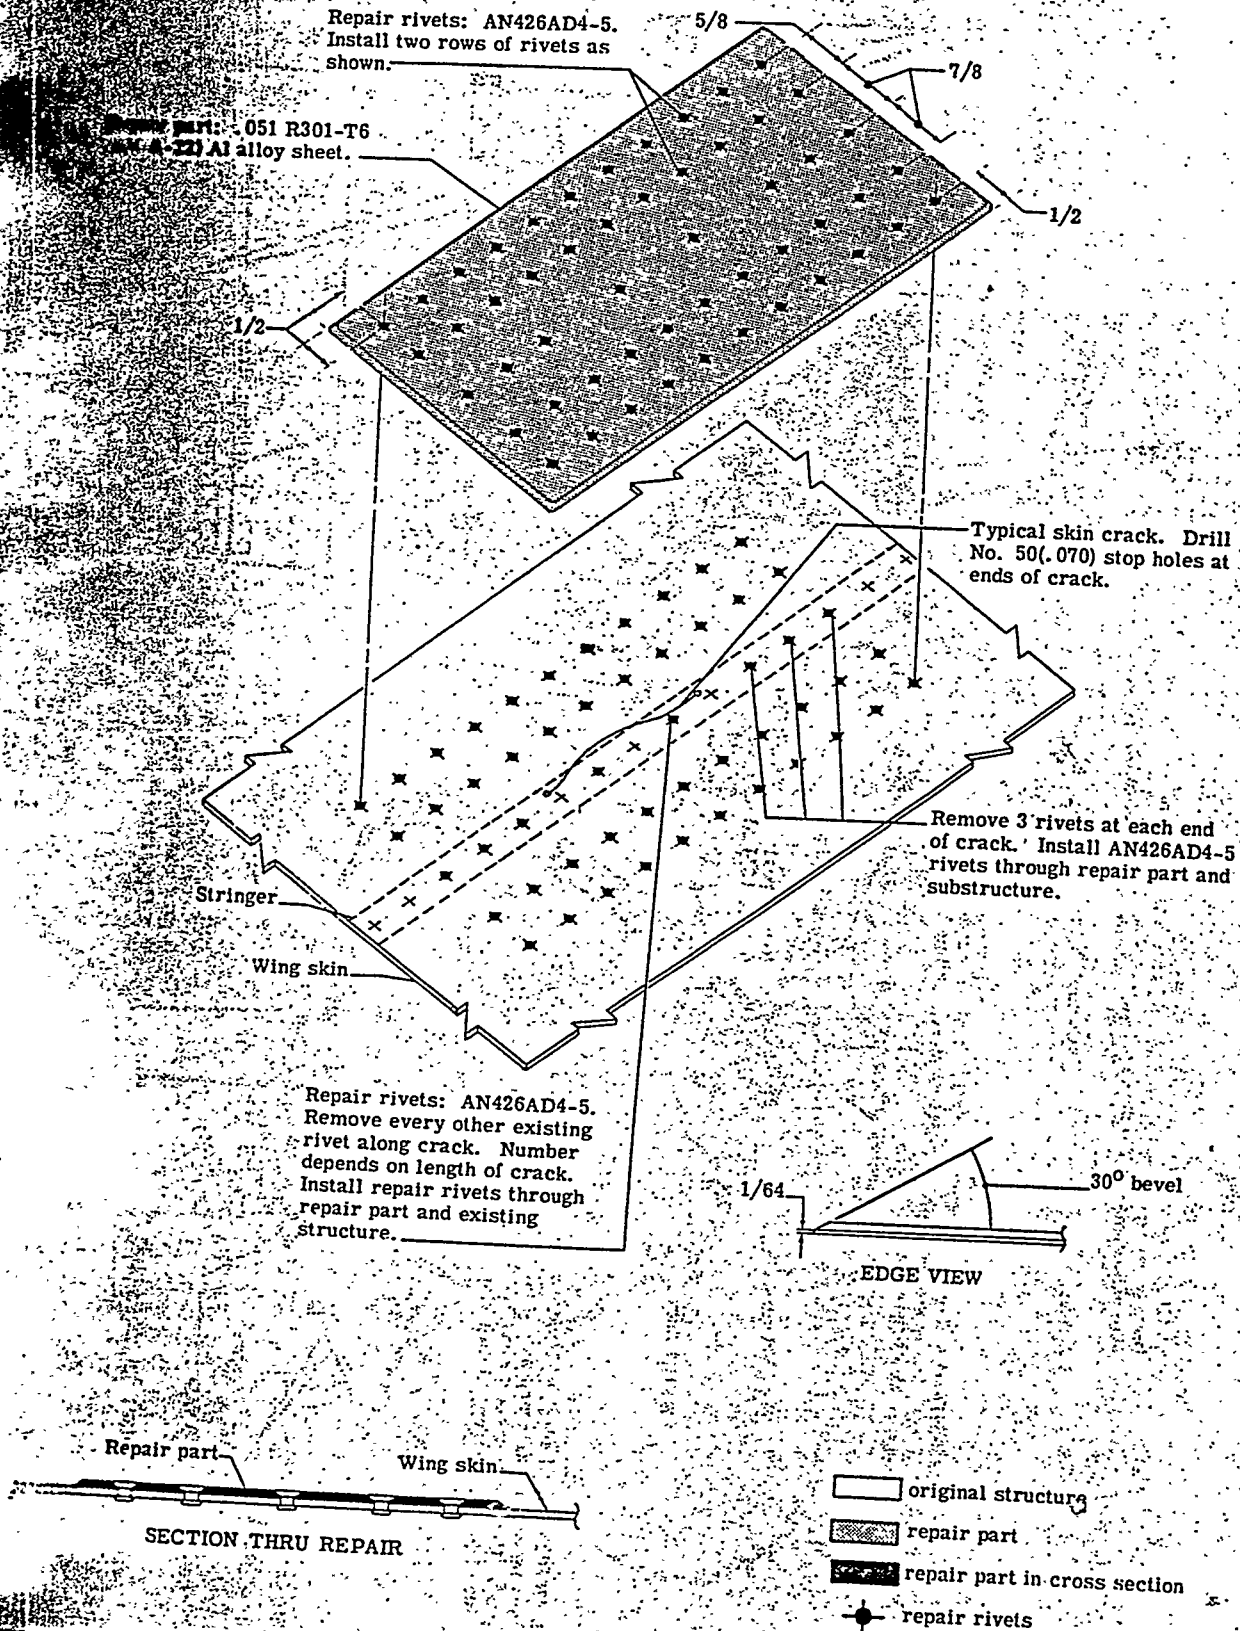 Repair rivets: AN426AD4-5.
Install two rows of rivets as
shown.
5/8
7/8
part: .051 R301-T6
Al alloy sheet.
1/2
1/2
Typical skin crack. Drill
No. 50(.070) stop holes at
ends of crack.
Remove 3 rivets at each end
of crack. Install AN426AD4-5
rivets through repair part and
substructure.
Stringer
Wing skin
Repair rivets: AN426AD4-5.
Remove every other existing
rivet along crack. Number
depends on length of crack.
Install repair rivets through
repair part and existing
structure.
1/64
30° bevel
EDGE VIEW
Repair part
Wing skin
SECTION THRU REPAIR
original structure
repair part
repair part in cross section
repair rivets